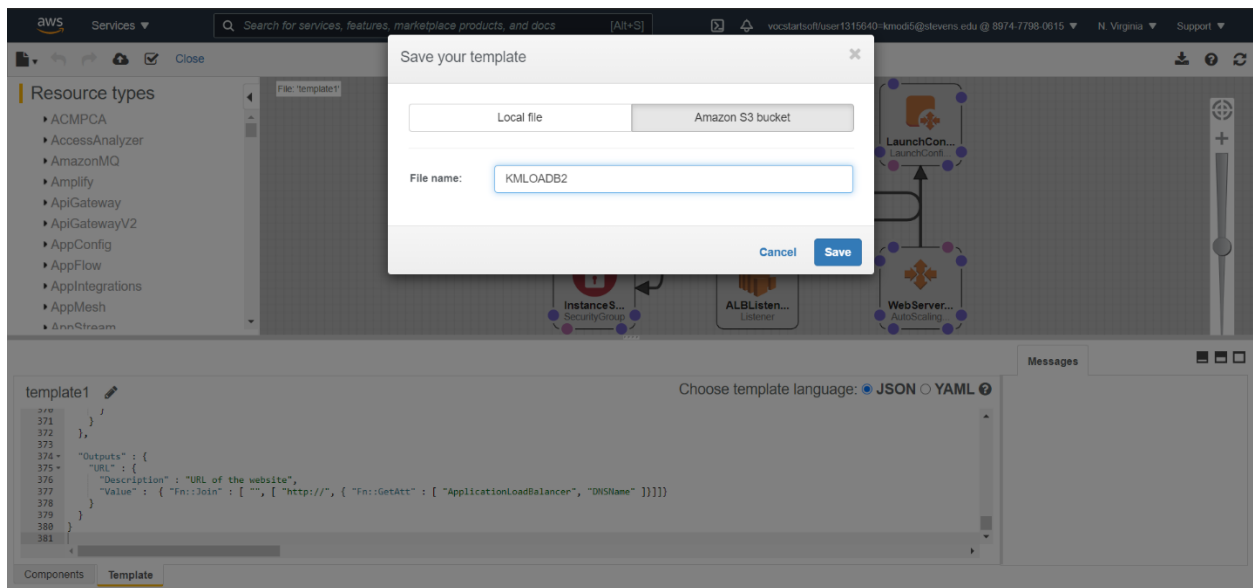 aws
Services ▼
Search for services, features, marketplace products, and docs [Alt+S]
vocstartsoft/user1315640=kmodi5@stevens.edu @ 8974-7798-0615 ▼
N. Virginia ▼
Support ▼
Close
Save your template
×
Resource types
ACMPCA
AccessAnalyzer
AmazonMQ
Amplify
ApiGateway
ApiGatewayV2
AppConfig
AppFlow
AppIntegrations
AppMesh
AppStream
File: 'template1'
Local file
Amazon S3 bucket
File name:
KMLOADB2
Cancel
Save
LaunchCon...
LaunchConfi...
InstanceS...
SecurityGroup
ALBListen...
Listener
WebServer...
AutoScaling...
Messages
template1
Choose template language: JSON YAML
370 }
371 }
372 },
373
374 "Outputs" : {
375 "URL" : {
376 "Description" : "URL of the website",
377 "Value" : { "Fn::Join" : [ "", [ "http://", { "Fn::GetAtt" : [ "ApplicationLoadBalancer", "DNSName" ]}]]}
378 }
379 }
380 }
381
Components
Template